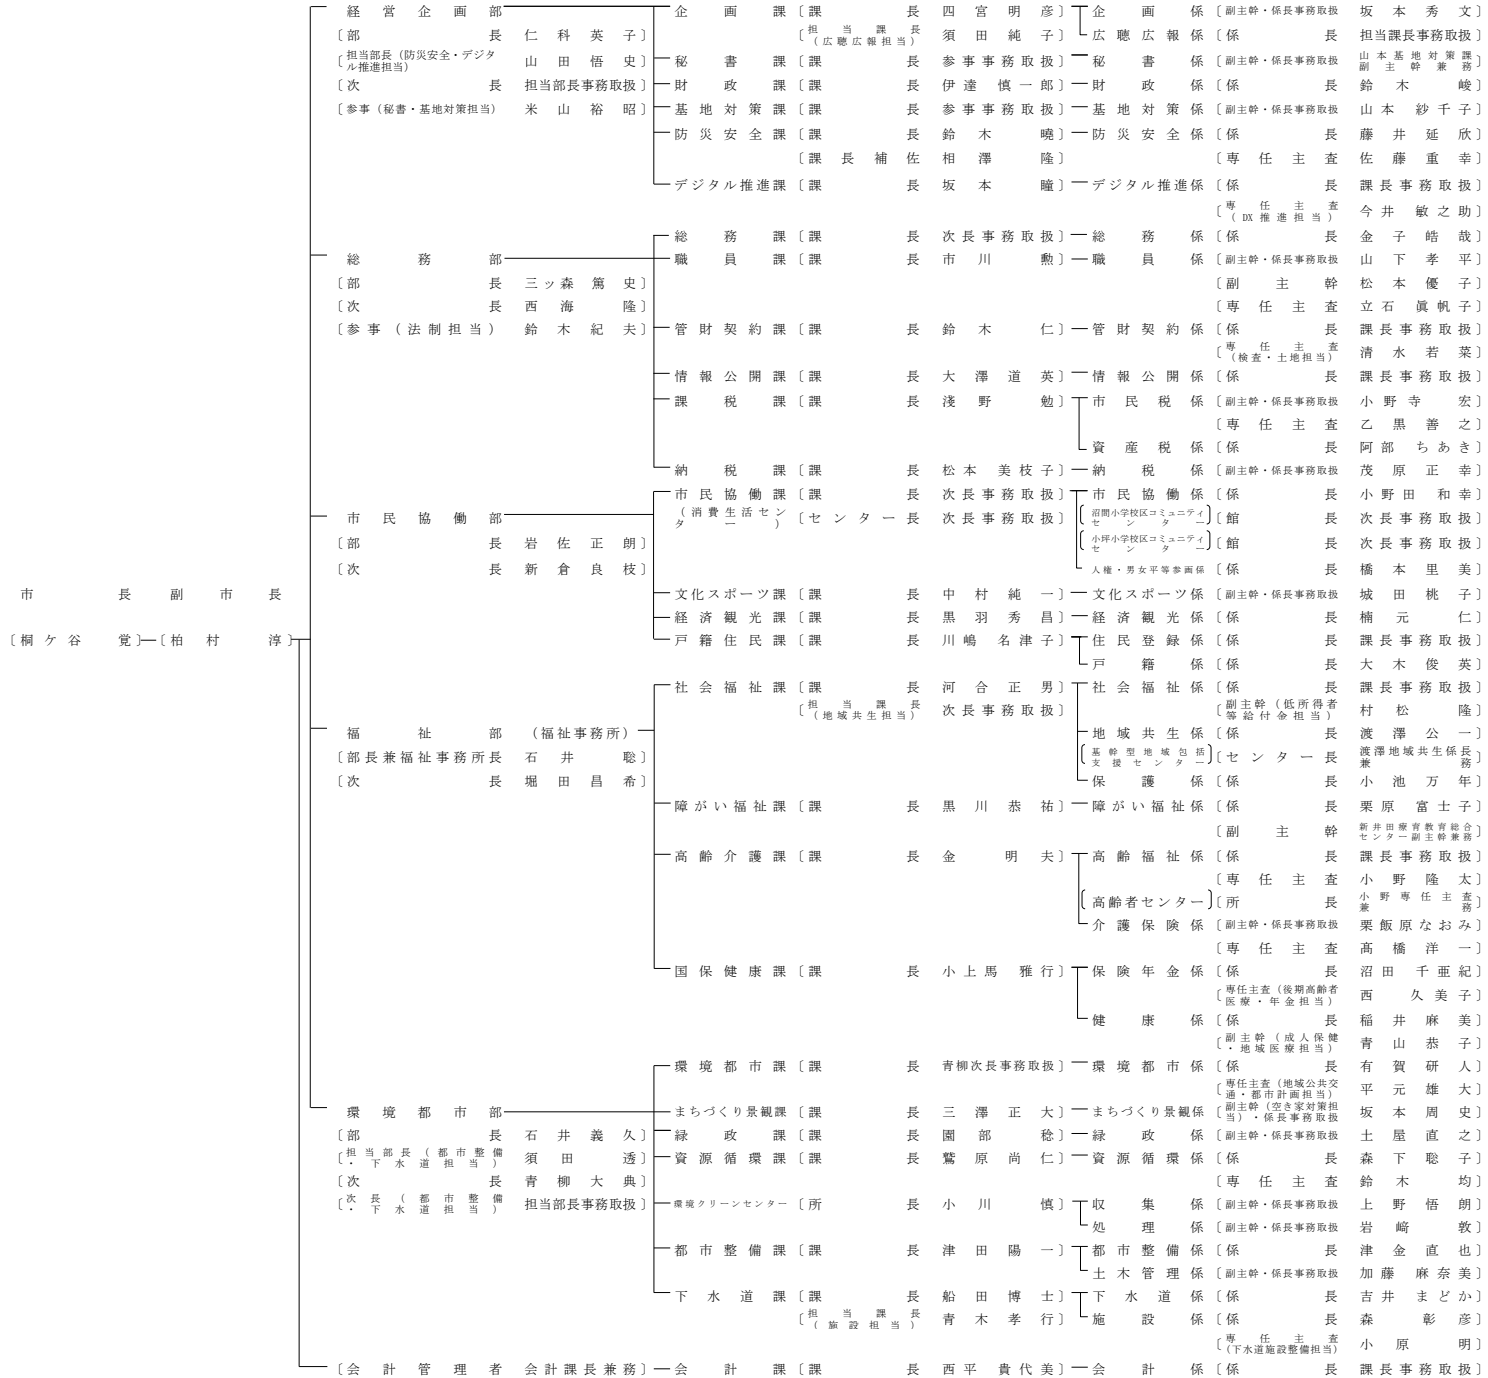 経営企画部 企画課〔課長 四宮明彦〕 企画係〔副主幹・係長事務取扱 坂本秀文〕
〔部長 仁科英子〕 〔担当課長(広聴広報担当) 須田純子〕 広聴広報係〔係長 担当課長事務取扱〕
〔担当部長(防災安全・デジタル推進担当) 山田悟史〕 秘書課〔課長 参事事務取扱〕 秘書係〔副主幹・係長事務取扱 山本基地対策課副主幹兼務〕
〔次長 担当部長事務取扱〕 財政課〔課長 伊達慎一郎〕 財政係〔係長 鈴木峻〕
〔参事(秘書・基地対策担当) 米山裕昭〕 基地対策課〔課長 参事事務取扱〕 基地対策係〔副主幹・係長事務取扱 山本紗千子〕
防災安全課〔課長 鈴木曉〕 防災安全係〔係長 藤井延欣〕
〔課長補佐 相澤隆〕 〔専任主査 佐藤重幸〕
デジタル推進課〔課長 坂本瞳〕 デジタル推進係〔係長 課長事務取扱〕
〔専任主査(DX推進担当) 今井敏之助〕
総務課〔課長 次長事務取扱〕 総務係〔係長 金子皓哉〕
総務部 職員課〔課長 市川勲〕 職員係〔副主幹・係長事務取扱 山下孝平〕
〔部長 三ッ森篤史〕 〔副主幹 松本優子〕
〔次長 西海隆〕 〔専任主査 立石眞帆子〕
〔参事(法制担当) 鈴木紀夫〕 管財契約課〔課長 鈴木仁〕 管財契約係〔係長 課長事務取扱〕
〔専任主査(検査・土地担当) 清水若菜〕
情報公開課〔課長 大澤道英〕 情報公開係〔係長 課長事務取扱〕
課税課〔課長 淺野勉〕 市民税係〔副主幹・係長事務取扱 小野寺宏〕
〔専任主査 乙黒善之〕
資産税係〔係長 阿部ちあき〕
納税課〔課長 松本美枝子〕 納税係〔副主幹・係長事務取扱 茂原正幸〕
市民協働課〔課長 次長事務取扱〕 市民協働係〔係長 小野田和幸〕
市民協働部 (消費生活センター)〔センター長 次長事務取扱〕 〔沼間小学校区コミュニティセンター〕〔館長 次長事務取扱〕
〔部長 岩佐正朗〕 〔小坪小学校区コミュニティセンター〕〔館長 次長事務取扱〕
〔次長 新倉良枝〕 人権・男女平等参画係〔係長 橋本里美〕
市長 副市長 文化スポーツ課〔課長 中村純一〕 文化スポーツ係〔副主幹・係長事務取扱 城田桃子〕
経済観光課〔課長 黒羽秀昌〕 経済観光係〔係長 楠元仁〕
〔桐ケ谷覚〕〔柏村淳〕 戸籍住民課〔課長 川嶋名津子〕 住民登録係〔係長 課長事務取扱〕
戸籍係〔係長 大木俊英〕
社会福祉課〔課長 河合正男〕 社会福祉係〔係長 課長事務取扱〕
〔担当課長(地域共生担当) 次長事務取扱〕 〔副主幹(低所得者等給付金担当) 村松隆〕
福祉部(福祉事務所) 地域共生係〔係長 渡澤公一〕
〔部長兼福祉事務所長 石井聡〕 〔基幹型地域包括支援センター〕〔センター長 渡澤地域共生係長兼務〕
〔次長 堀田昌希〕 保護係〔係長 小池万年〕
障がい福祉課〔課長 黒川恭祐〕 障がい福祉係〔係長 栗原富士子〕
〔副主幹 新井田療育教育総合センター副主幹兼務〕
高齢介護課〔課長 金明夫〕 高齢福祉係〔係長 課長事務取扱〕
〔専任主査 小野隆太〕
〔高齢者センター〕〔所長 小野専任主査兼務〕
介護保険係〔副主幹・係長事務取扱 栗飯原なおみ〕
〔専任主査 髙橋洋一〕
国保健康課〔課長 小上馬雅行〕 保険年金係〔係長 沼田千亜紀〕
〔専任主査(後期高齢者医療・年金担当) 西久美子〕
健康係〔係長 稲井麻美〕
〔副主幹(成人保健・地域医療担当) 青山恭子〕
環境都市課〔課長 青柳次長事務取扱〕 環境都市係〔係長 有賀研人〕
〔専任主査(地域公共交通・都市計画担当) 平元雄大〕
環境都市部 まちづくり景観課〔課長 三澤正大〕 まちづくり景観係〔副主幹(空き家対策担当)・係長事務取扱 坂本周史〕
〔部長 石井義久〕 緑政課〔課長 園部稔〕 緑政係〔副主幹・係長事務取扱 土屋直之〕
〔担当部長(都市整備・下水道担当) 須田透〕 資源循環課〔課長 鷲原尚仁〕 資源循環係〔係長 森下聡子〕
〔次長 青柳大典〕 〔専任主査 鈴木均〕
〔次長(都市整備・下水道担当) 担当部長事務取扱〕 環境クリーンセンター〔所長 小川慎〕 収集係〔副主幹・係長事務取扱 上野悟朗〕
処理係〔副主幹・係長事務取扱 岩﨑敦〕
都市整備課〔課長 津田陽一〕 都市整備係〔係長 津金直也〕
土木管理係〔副主幹・係長事務取扱 加藤麻奈美〕
下水道課〔課長 船田博士〕 下水道係〔係長 吉井まどか〕
〔担当課長(施設担当) 青木孝行〕 施設係〔係長 森彰彦〕
〔専任主査(下水道施設整備担当) 小原明〕
〔会計管理者 会計課長兼務〕 会計課〔課長 西平貴代美〕 会計係〔係長 課長事務取扱〕